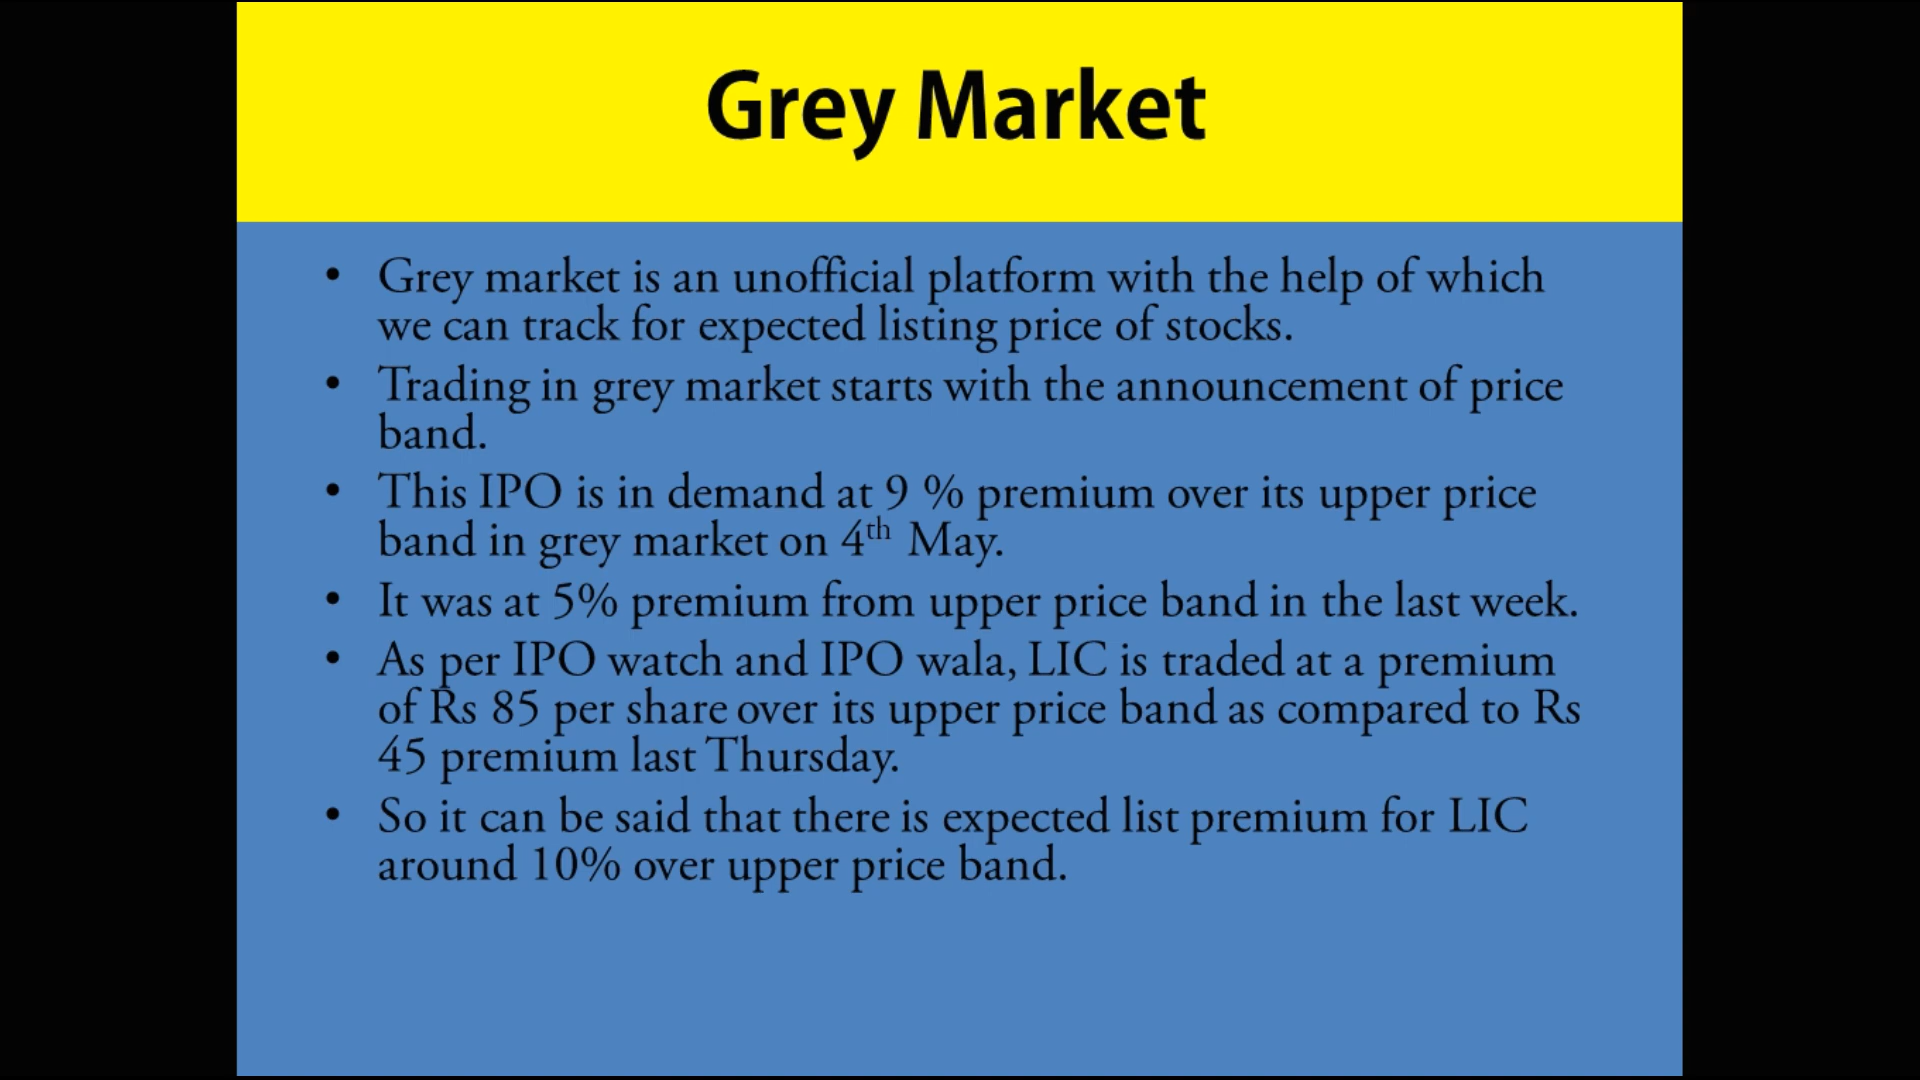 Grey Market
• Grey market is an unofficial platform with the help of which
we can track for expected listing price of stocks.
• Trading in grey market starts with the announcement of price
band.
• This IPO is in demand at 9 % premium over its upper price
band in grey market on 4th May.
• It was at 5% premium from upper price band in the last week.
• As per IPO watch and IPO wala, LIC is traded at a premium
of Rs 85 per share over its upper price band as compared to Rs
45 premium last Thursday.
• So it can be said that there is expected list premium for LIC
around 10% over upper price band.